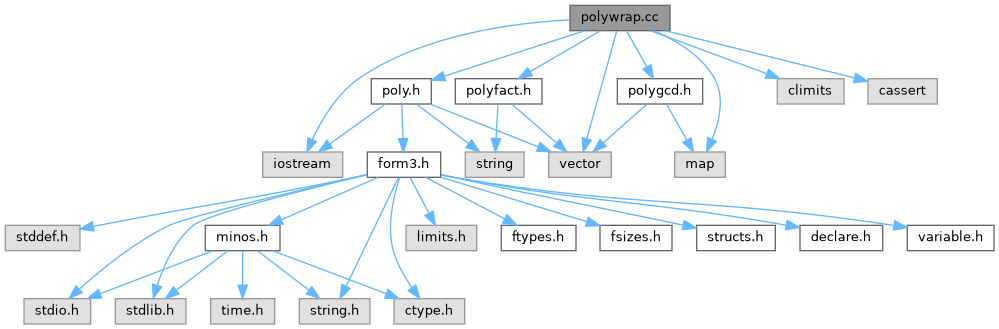 polywrap.cc
poly.h
polyfact.h
polygcd.h
climits
cassert
iostream
form3.h
string
vector
map
stddef.h
minos.h
limits.h
ftypes.h
fsizes.h
structs.h
declare.h
variable.h
stdio.h
stdlib.h
time.h
string.h
ctype.h